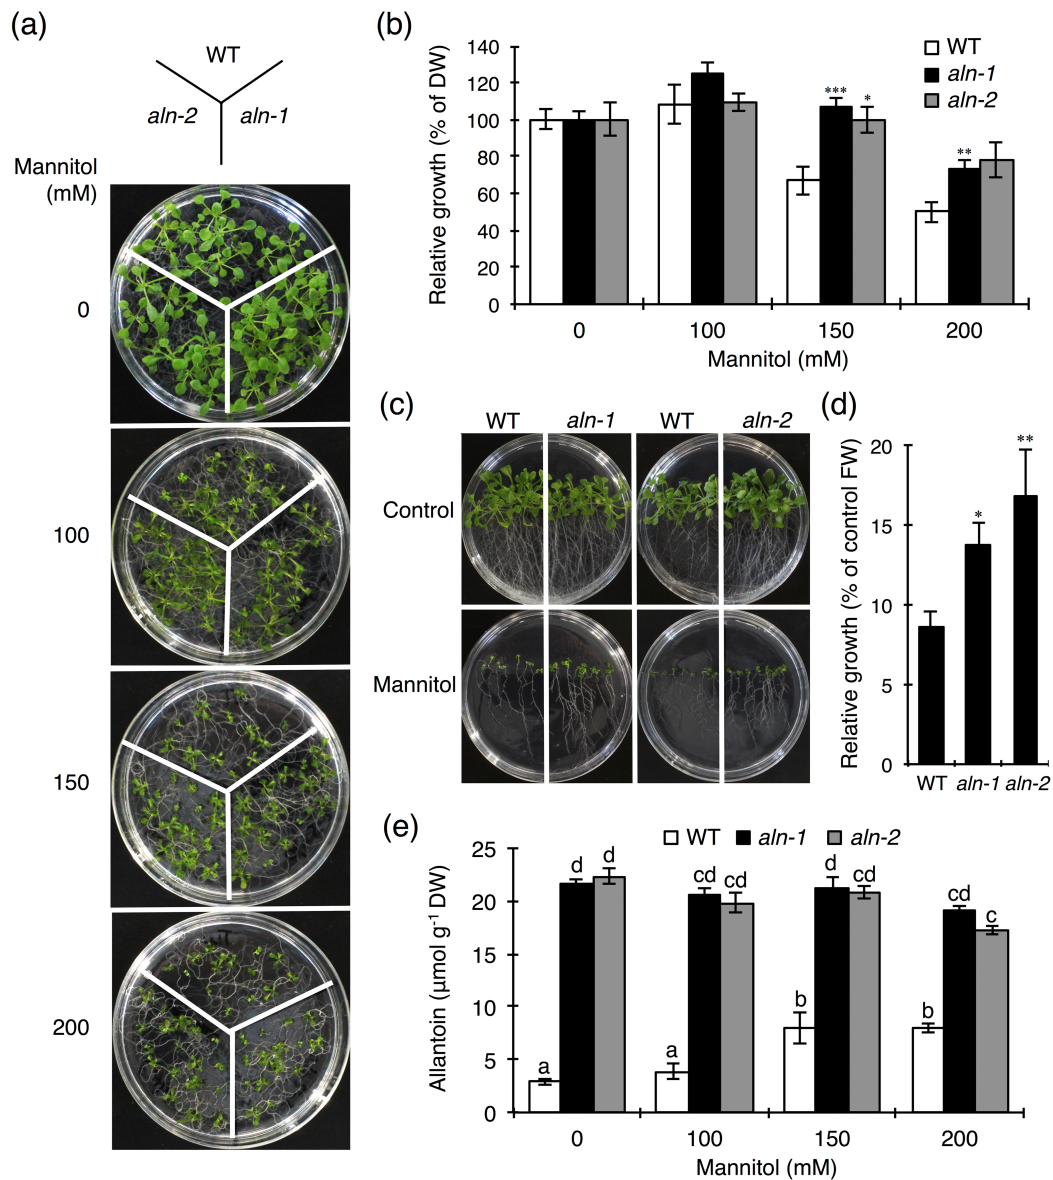 (a)
WT
aln-2 aln-1
Mannitol
(mM)
0
100
150
200
(b)
Relative growth (% of DW)
140
120
100
80
60
40
20
0
WT
aln-1
aln-2
*** *
**
0 100 150 200
Mannitol (mM)
(c)
WT aln-1 WT aln-2
Control
Mannitol
(d)
Relative growth (% of control FW)
20
15
10
5
0
*
**
WT aln-1 aln-2
(e)
WT aln-1 aln-2
Allantoin (µmol g-1 DW)
25
20
15
10
5
0
a d d a cd cd b d cd b cd c
0 100 150 200
Mannitol (mM)